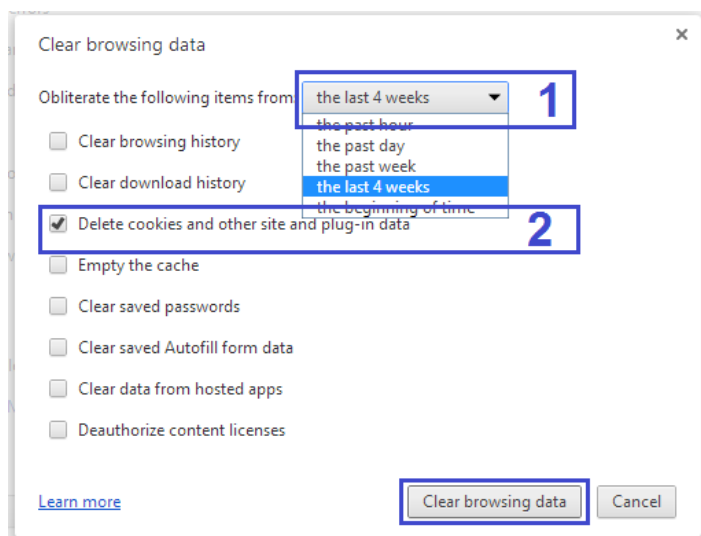 Clear browsing data
Obliterate the following items from: the last 4 weeks
1
the past hour
Clear browsing history
the past day
the past week
Clear download history
the last 4 weeks
the beginning of time
Delete cookies and other site and plug-in data
2
Empty the cache
Clear saved passwords
Clear saved Autofill form data
Clear data from hosted apps
Deauthorize content licenses
Learn more
Clear browsing data
Cancel